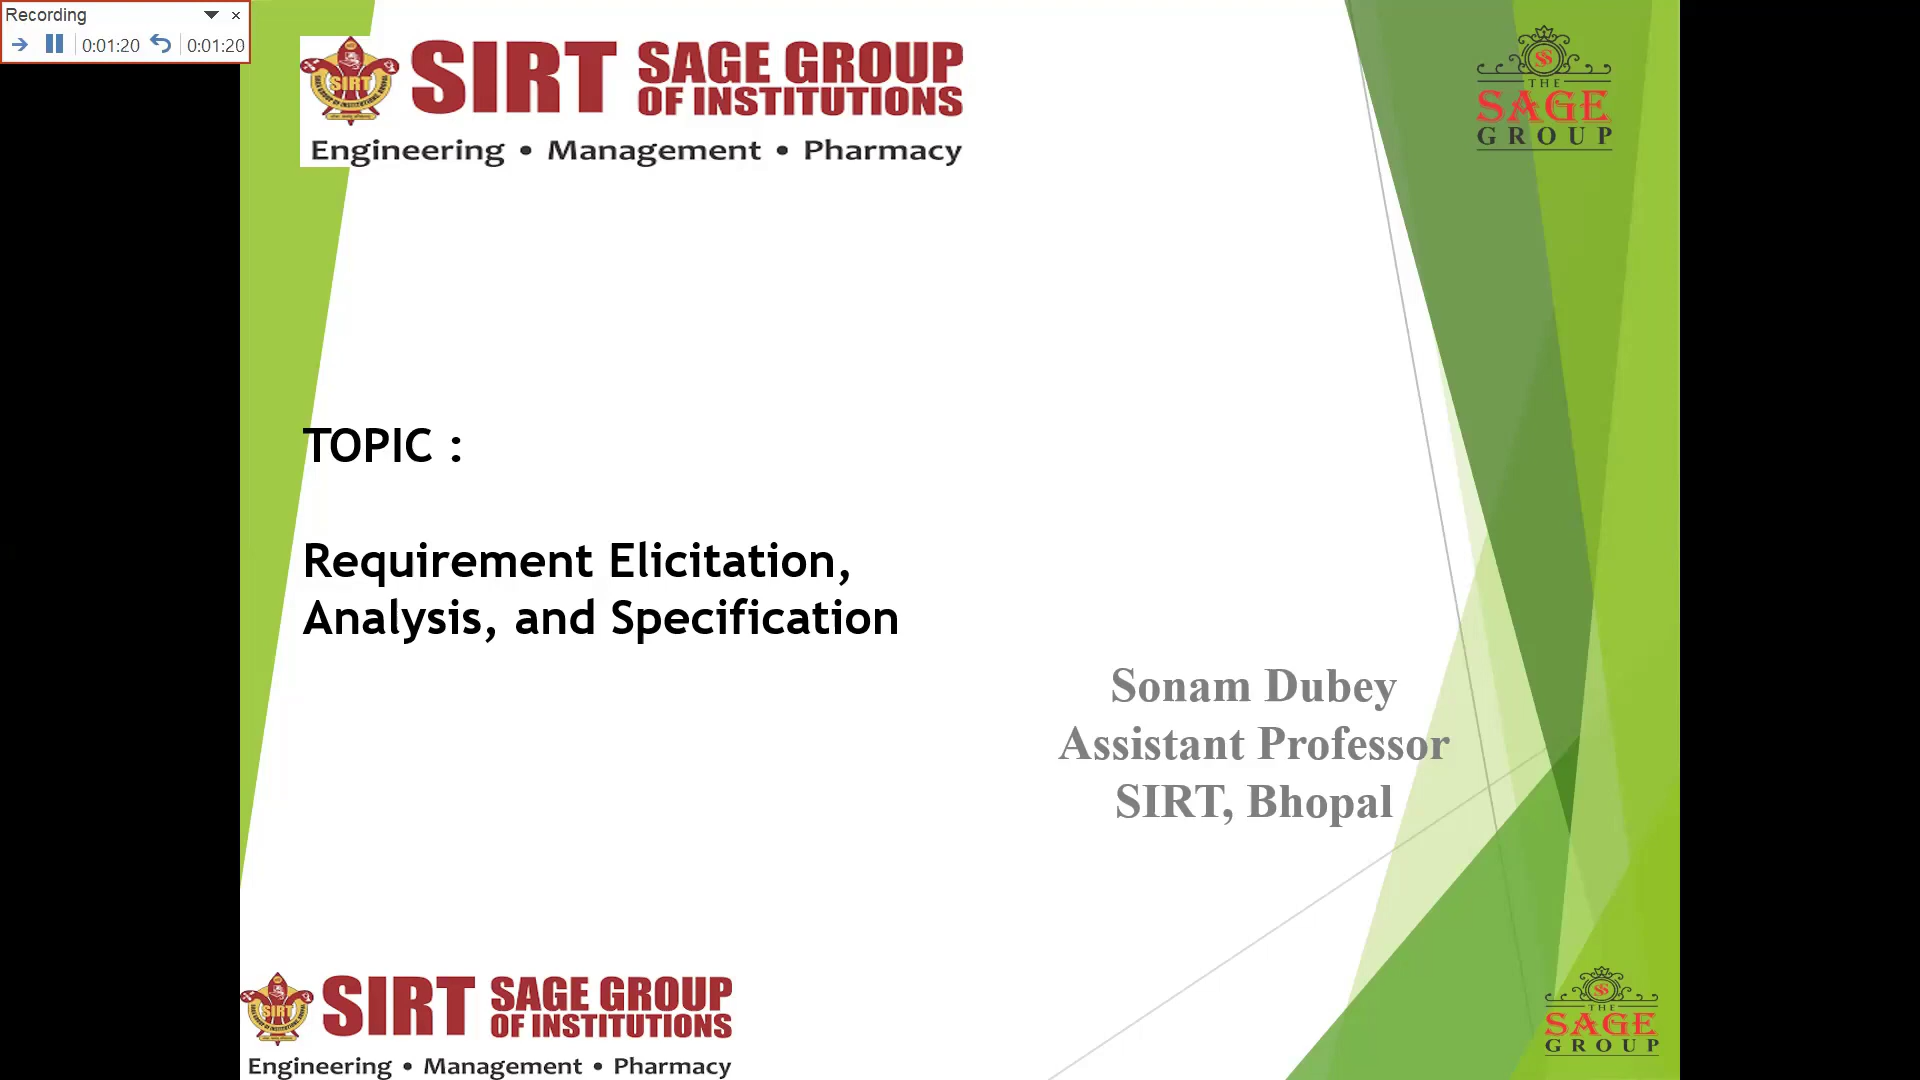 Recording
0:01:20 0:01:20
SIRT SAGE GROUP OF INSTITUTIONS
Engineering • Management • Pharmacy
SIRT
THE
SAGE
GROUP
TOPIC :
Requirement Elicitation,
Analysis, and Specification
Sonam Dubey
Assistant Professor
SIRT, Bhopal
SIRT SAGE GROUP OF INSTITUTIONS
Engineering • Management • Pharmacy
SIRT
THE
SAGE
GROUP